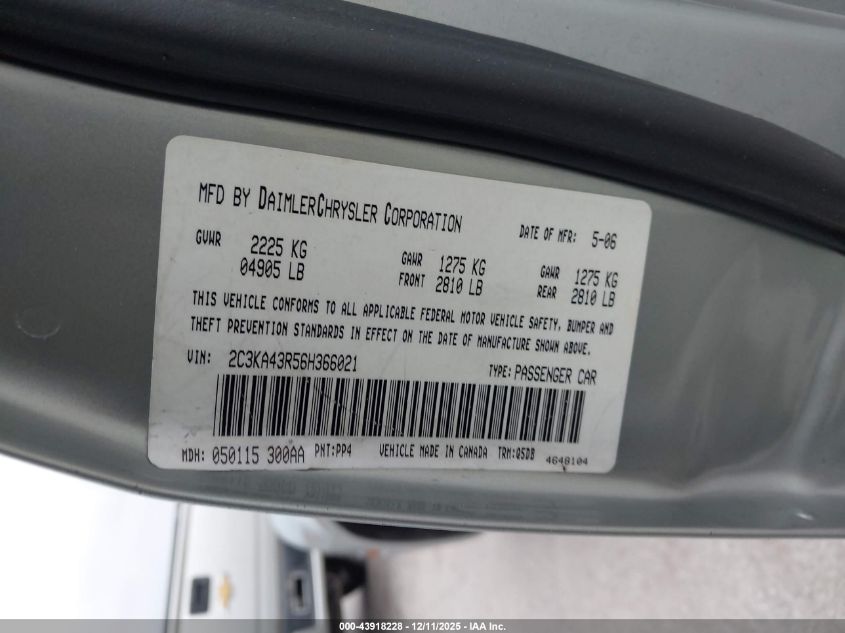 MFD BY DAIMLERCHRYSLER CORPORATION
DATE OF MFR: 5-06
GVWR 2225 KG
04905 LB
GAWR FRONT 1275 KG
2810 LB
GAWR REAR 1275 KG
2810 LB
THIS VEHICLE CONFORMS TO ALL APPLICABLE FEDERAL MOTOR VEHICLE SAFETY, BUMPER AND
THEFT PREVENTION STANDARDS IN EFFECT ON THE DATE OF MANUFACTURE SHOWN ABOVE.
VIN: 2C3KA43R56H366021
TYPE: PASSENGER CAR
MDH: 050115 300AA PNT:PP4 VEHICLE MADE IN CANADA TRM:05DB 4648104
000-43918228 - 12/11/2025 - IAA Inc.